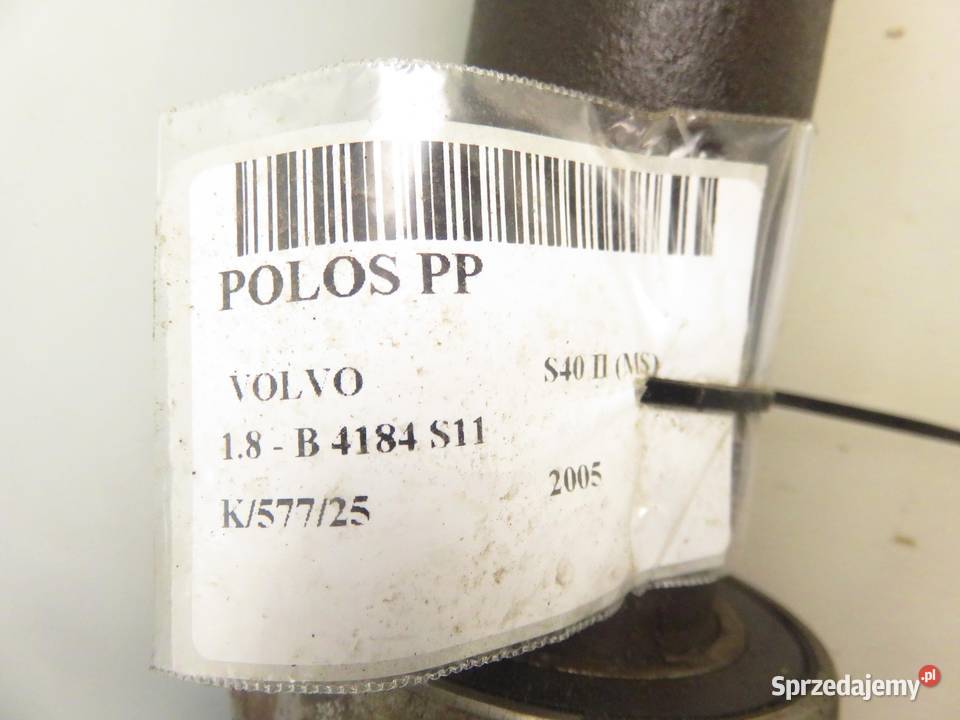 POLOS PP
VOLVO S40 II (MS)
1.8 - B 4184 S11
2005
K/577/25
Sprzedajemy.pl